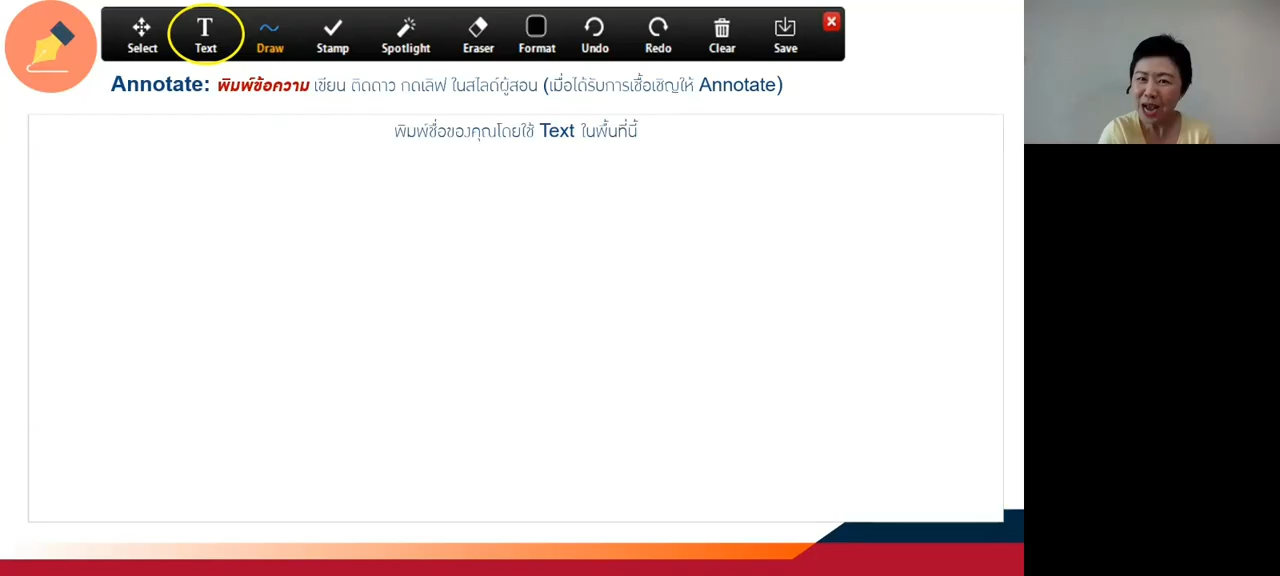 Select Text Draw Stamp Spotlight Eraser Format Undo Redo Clear Save
Annotate: พิมพ์ข้อความ เขียน ติดดาว กดเลิฟ ในสไลด์ผู้สอน (เมื่อได้รับการเชื้อเชิญให้ Annotate)
พิมพ์ชื่อของคุณโดยใช้ Text ในพื้นที่นี้